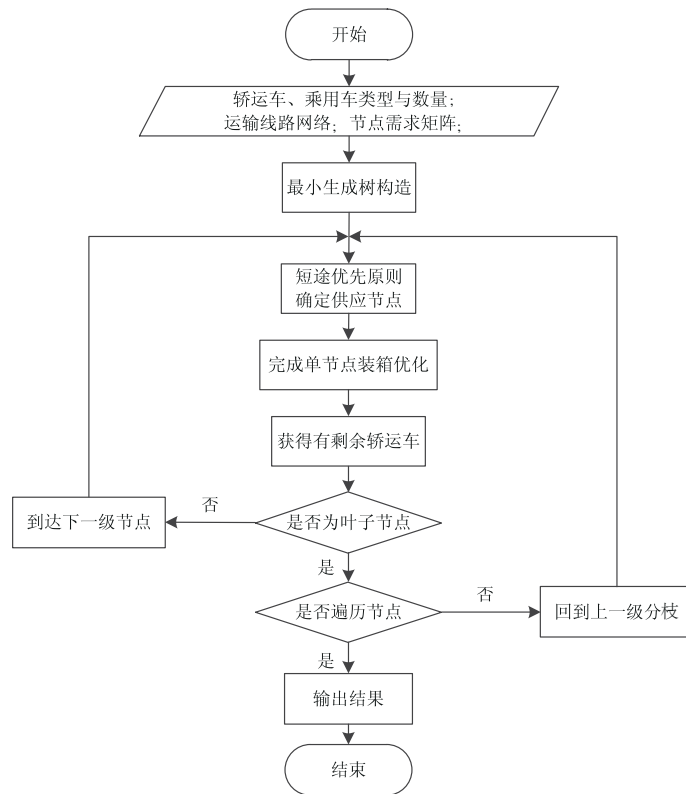 开始
轿运车、乘用车类型与数量;
运输线路网络; 节点需求矩阵;
最小生成树构造
短途优先原则
确定供应节点
完成单节点装箱优化
获得有剩余轿运车
否
到达下一级节点
是否为叶子节点
是
否
是否遍历节点
回到上一级分枝
是
输出结果
结束